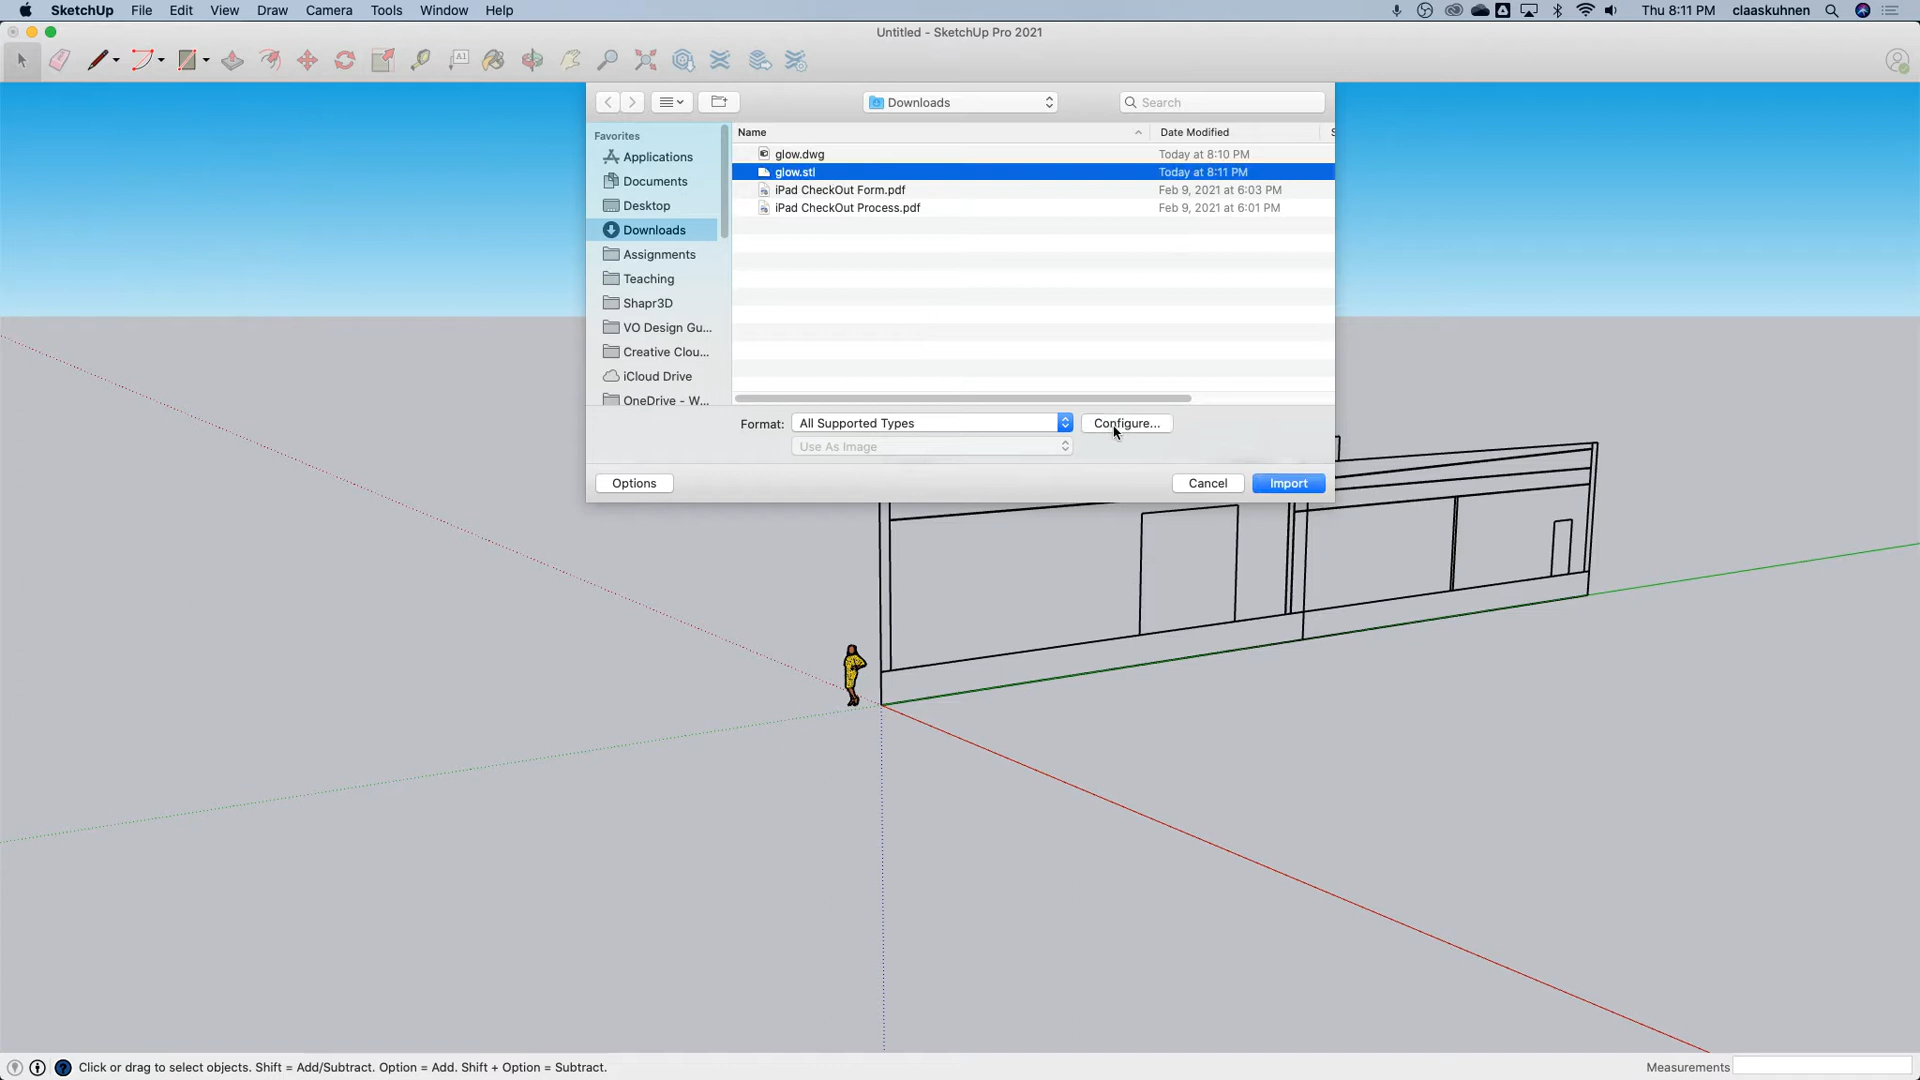 SketchUp File Edit View Draw Camera Tools Window Help Thu 8:11 PM claaskuhnen
Untitled - SketchUp Pro 2021
A1
Downloads Search
Favorites
Applications
Documents
Desktop
Downloads
Assignments
Teaching
Shapr3D
VO Design Gu...
Creative Clou...
iCloud Drive
OneDrive - W...
Name Date Modified
glow.dwg Today at 8:10 PM
glow.stl Today at 8:11 PM
iPad CheckOut Form.pdf Feb 9, 2021 at 6:03 PM
iPad CheckOut Process.pdf Feb 9, 2021 at 6:01 PM
Format: All Supported Types Configure...
Use As Image
Options Cancel Import
Click or drag to select objects. Shift = Add/Subtract. Option = Add. Shift + Option = Subtract. Measurements